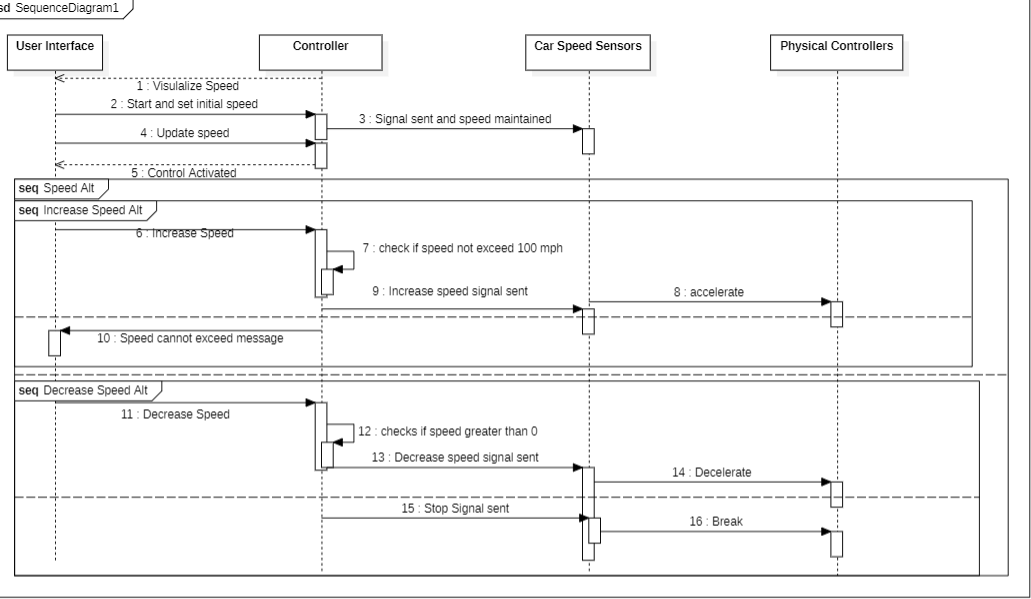 sd SequenceDiagram1
User Interface
Controller
Car Speed Sensors
Physical Controllers
1 : Visulalize Speed
2 : Start and set initial speed
3 : Signal sent and speed maintained
4 : Update speed
5 : Control Activated
seq Speed Alt
seq Increase Speed Alt
6 : Increase Speed
7 : check if speed not exceed 100 mph
9 : Increase speed signal sent
8 : accelerate
10 : Speed cannot exceed message
seq Decrease Speed Alt
11 : Decrease Speed
12 : checks if speed greater than 0
13 : Decrease speed signal sent
14 : Decelerate
15 : Stop Signal sent
16 : Break